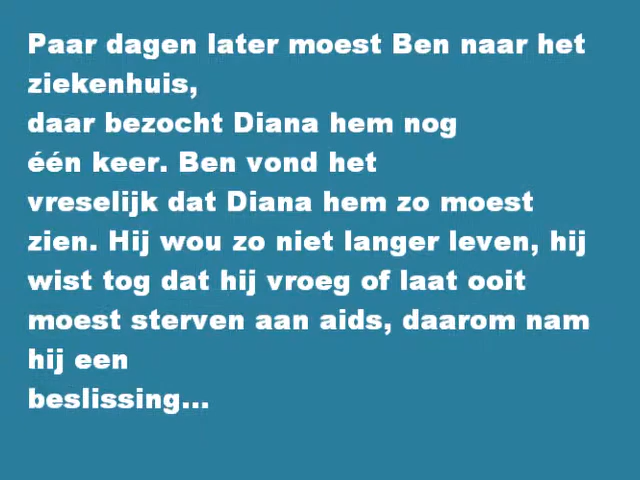 Paar dagen later moest Ben naar het
ziekenhuis,
daar bezocht Diana hem nog
één keer. Ben vond het
vreselijk dat Diana hem zo moest
zien. Hij wou zo niet langer leven, hij
wist tog dat hij vroeg of laat ooit
moest sterven aan aids, daarom nam
hij een
beslissing...